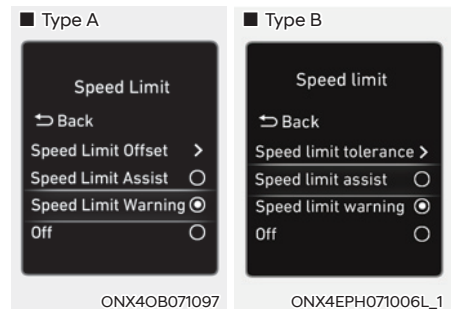 ■ Type A
Speed Limit
Back
Speed Limit Offset >
Speed Limit Assist
Speed Limit Warning
Off
ONX4OB071097
■ Type B
Speed limit
Back
Speed limit tolerance >
Speed limit assist
Speed limit warning
Off
ONX4EPH071006L_1